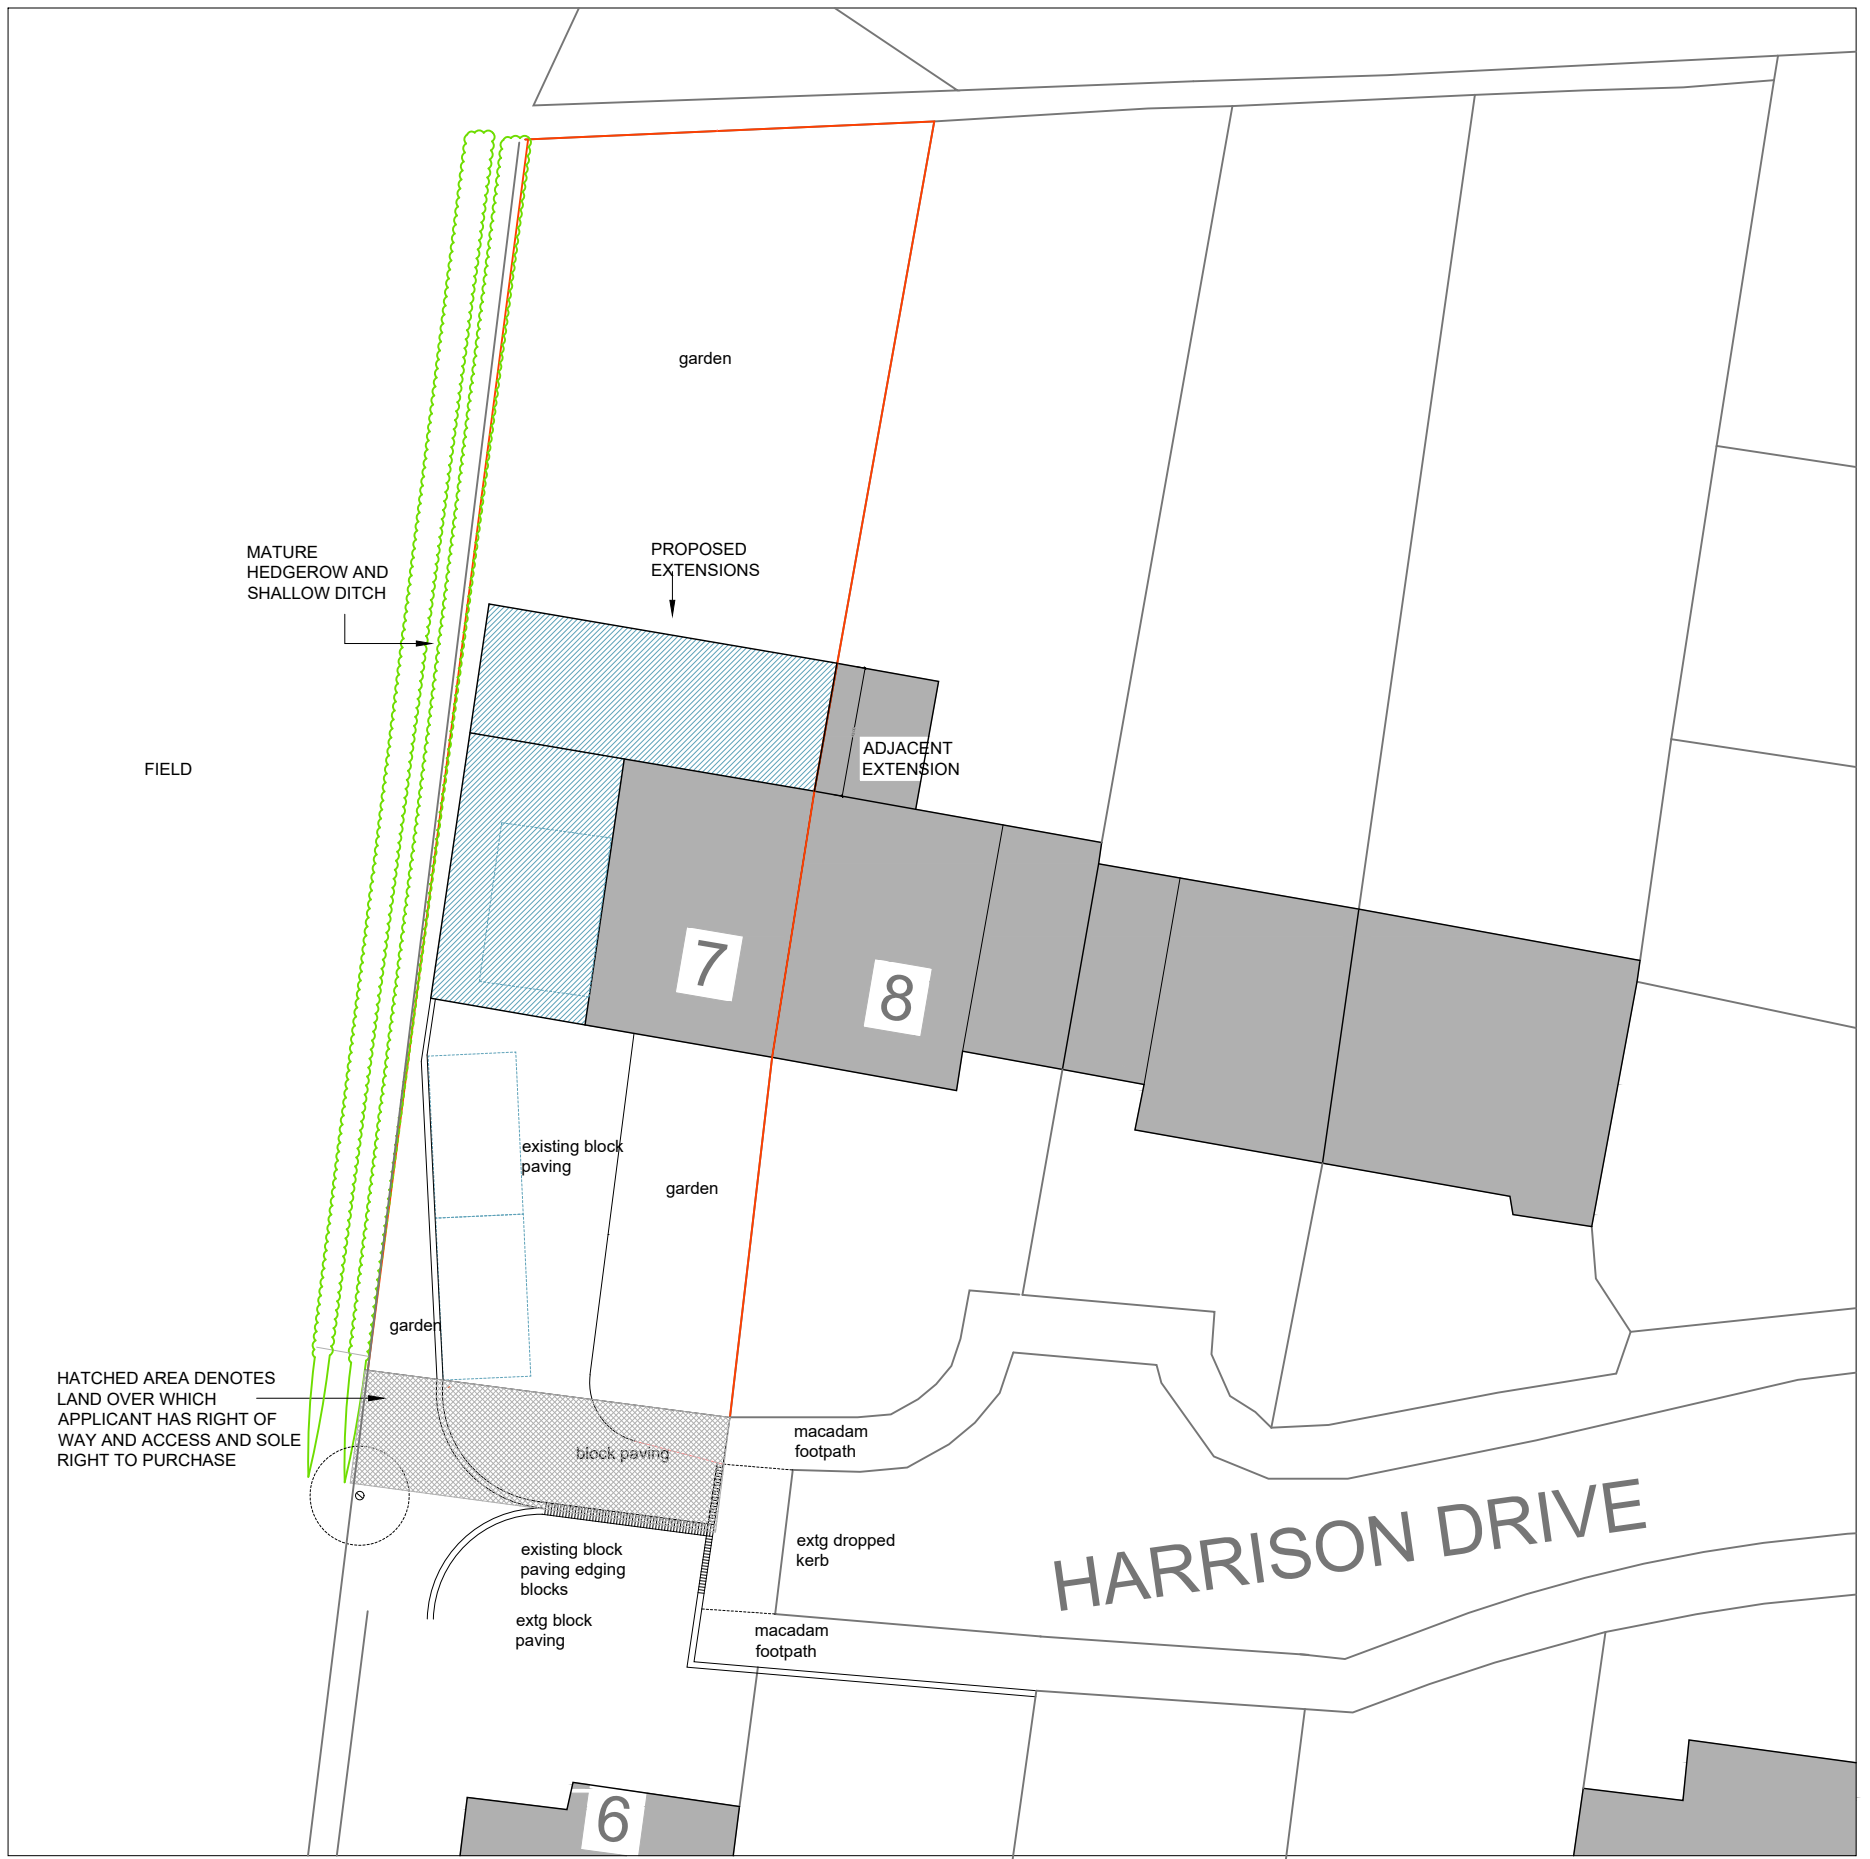 garden
MATURE
HEDGEROW AND
SHALLOW DITCH
PROPOSED
EXTENSIONS
ADJACENT
EXTENSION
FIELD
7
8
existing block
paving
garden
garden
HATCHED AREA DENOTES
LAND OVER WHICH
APPLICANT HAS RIGHT OF
WAY AND ACCESS AND SOLE
RIGHT TO PURCHASE
block paving
macadam
footpath
HARRISON DRIVE
extg dropped
kerb
existing block
paving edging
blocks
extg block
paving
macadam
footpath
6